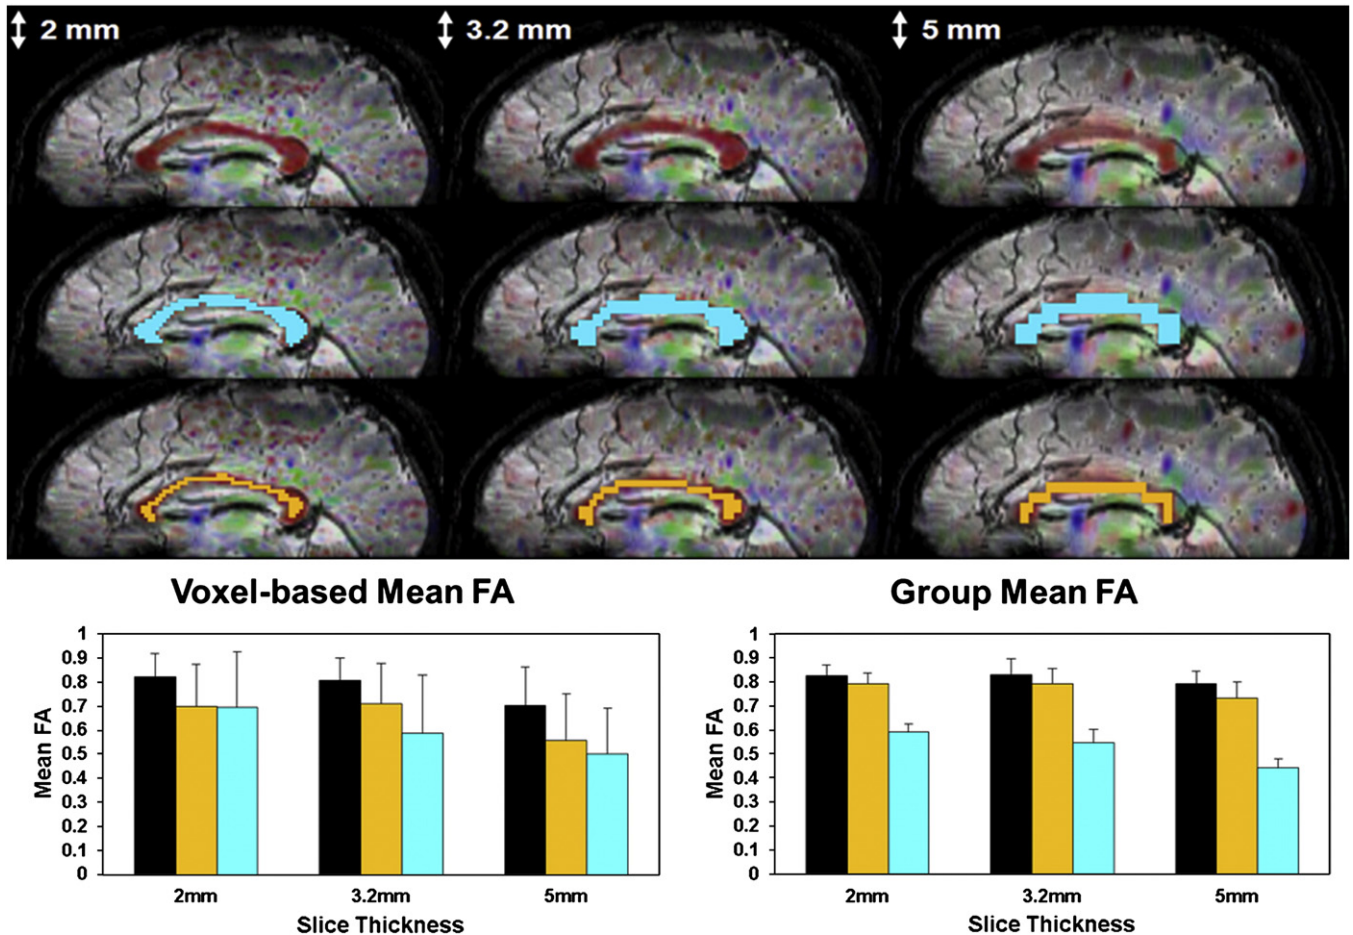 2 mm
3.2 mm
5 mm
Voxel-based Mean FA
Group Mean FA
1
0.9
0.8
0.7
0.6
0.5
0.4
0.3
0.2
0.1
0
Mean FA
2mm
3.2mm
5mm
Slice Thickness
1
0.9
0.8
0.7
0.6
0.5
0.4
0.3
0.2
0.1
0
Mean FA
2mm
3.2mm
5mm
Slice Thickness